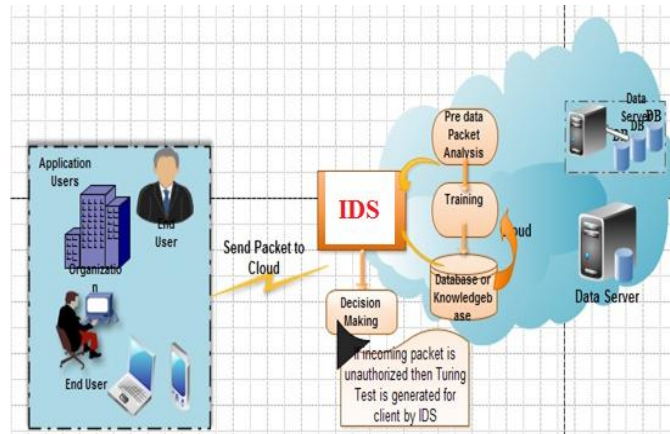 Application
Users
End
User
Organizatio
n
End User
Send Packet to
Cloud
IDS
Pre data
Packet
Analysis
Training
Database or
Knowledgeb
ase
Decision
Making
If incoming packet is
unauthorized then Turing
Test is generated for
client by IDS
Data
Server
DB
DB
DB
Data Server